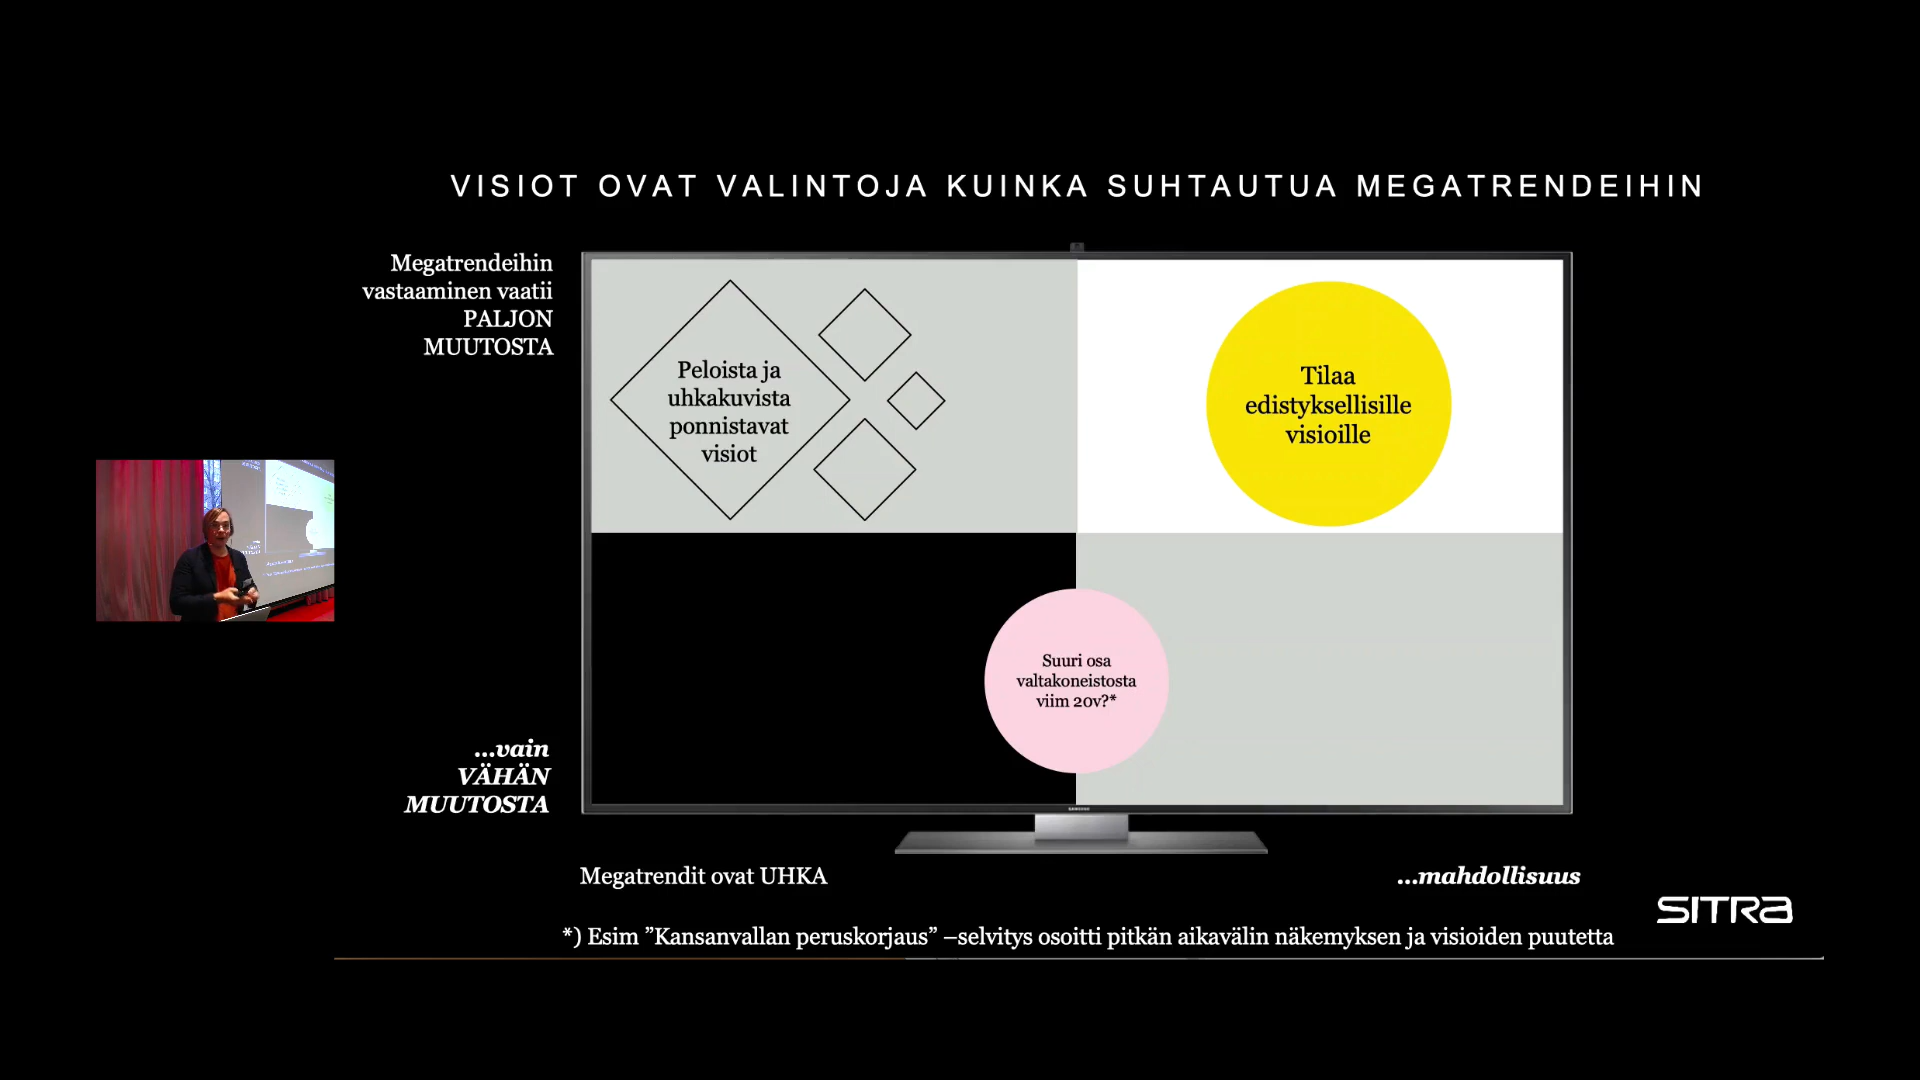 VISIOT OVAT VALINTOJA KUINKA SUHTAUTUA MEGATRENDEIHIN
Megatrendeihin
vastaaminen vaatii
PALJON
MUUTOSTA
Peloista ja
uhkakuvista
ponnistavat
visiot
Tilaa
edistyksellisille
visioille
Suuri osa
valtakoneistosta
viim 20v?*
...vain
VÄHÄN
MUUTOSTA
SAMSUNG
Megatrendit ovat UHKA
...mahdollisuus
SITRA
*) Esim ”Kansanvallan peruskorjaus” –selvitys osoitti pitkän aikavälin näkemyksen ja visioiden puutetta